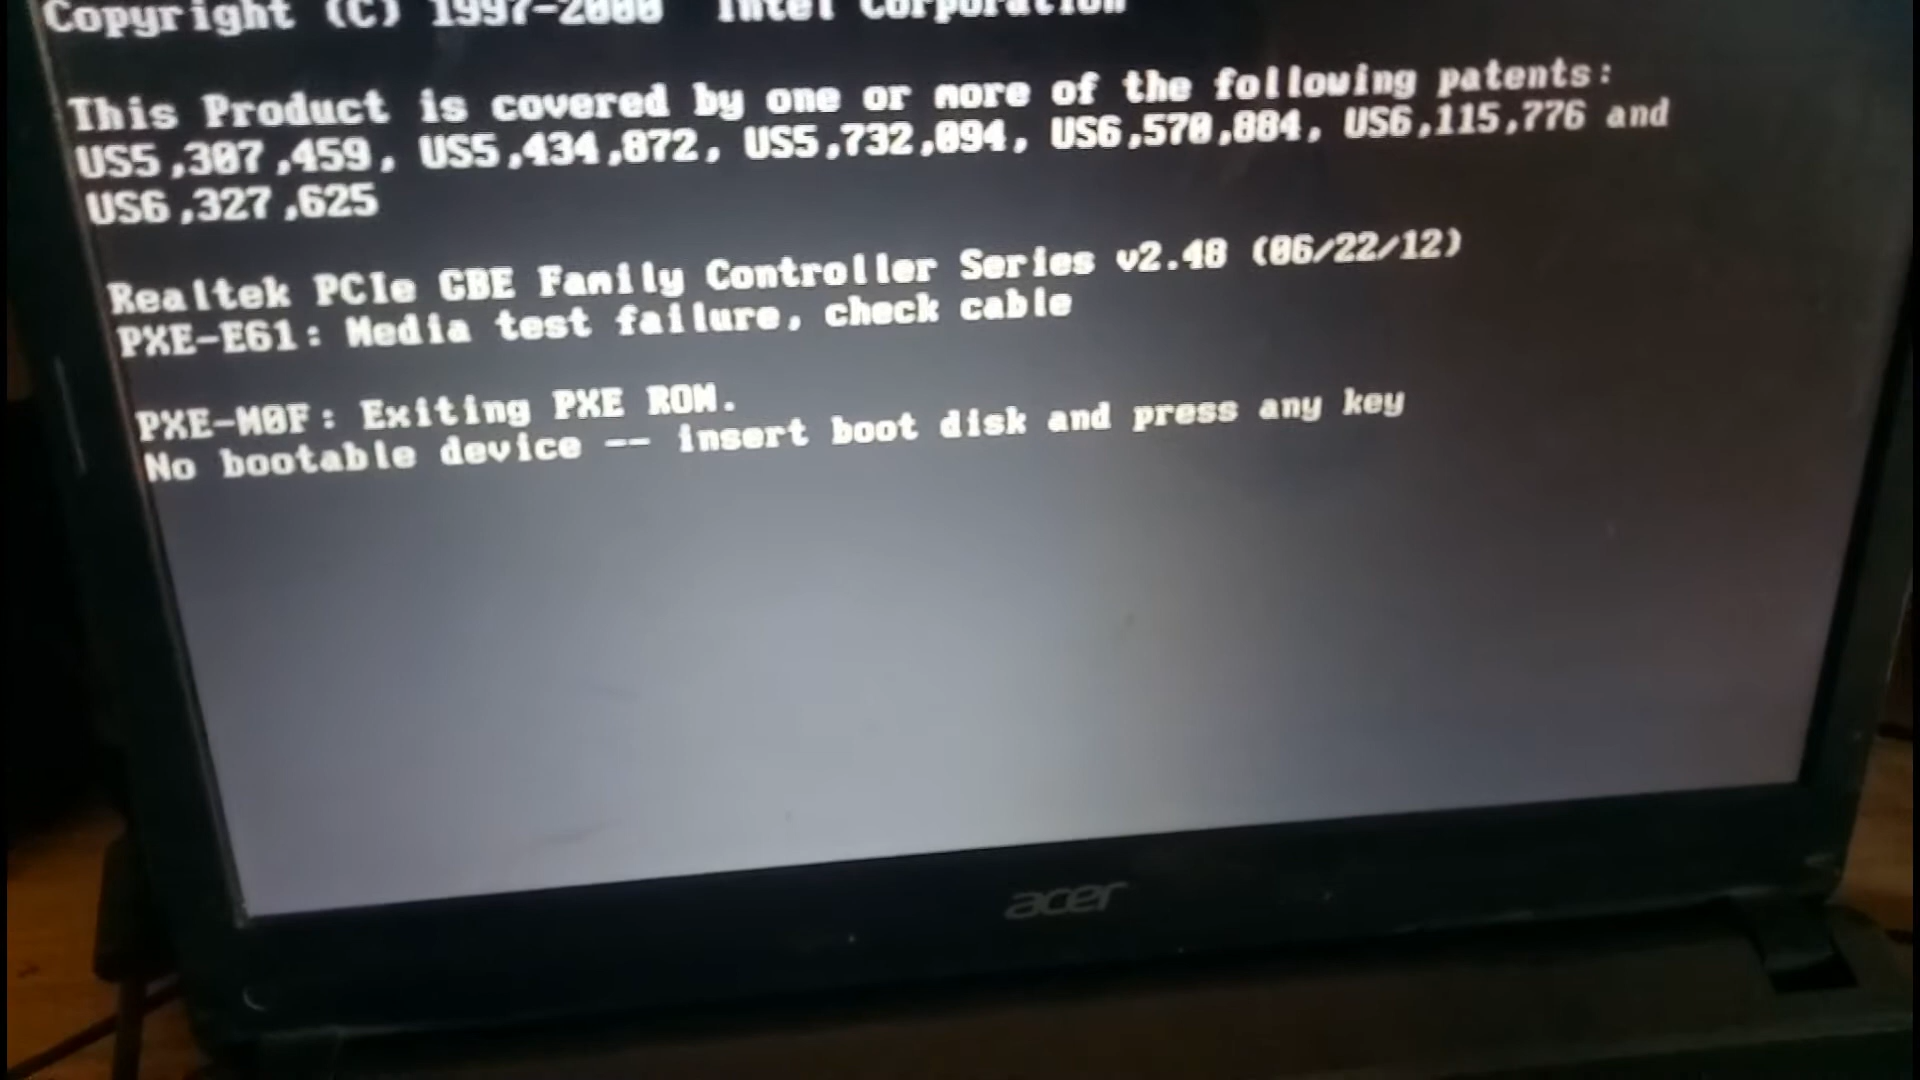 Copyright (C) 1997-2000 Intel Corporation
This Product is covered by one or more of the following patents:
US5,307,459, US5,434,872, US5,732,094, US6,570,884, US6,115,776 and
US6,327,625
Realtek PCIe GBE Family Controller Series v2.48 (06/22/12)
PXE-E61: Media test failure, check cable
PXE-M0F: Exiting PXE ROM.
No bootable device -- insert boot disk and press any key
acer